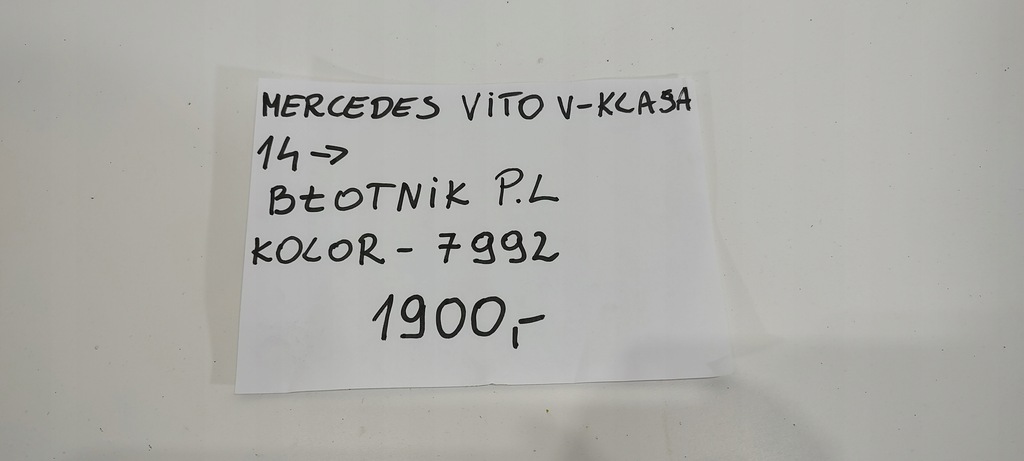 MERCEDES VITO V-KLASA
14→
BŁOTNIK P.L
KOLOR - 7992
1900,-